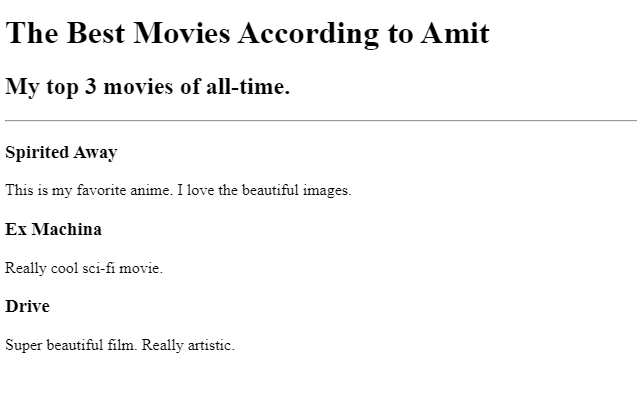 The Best Movies According to Amit
My top 3 movies of all-time.
Spirited Away
This is my favorite anime. I love the beautiful images.
Ex Machina
Really cool sci-fi movie.
Drive
Super beautiful film. Really artistic.